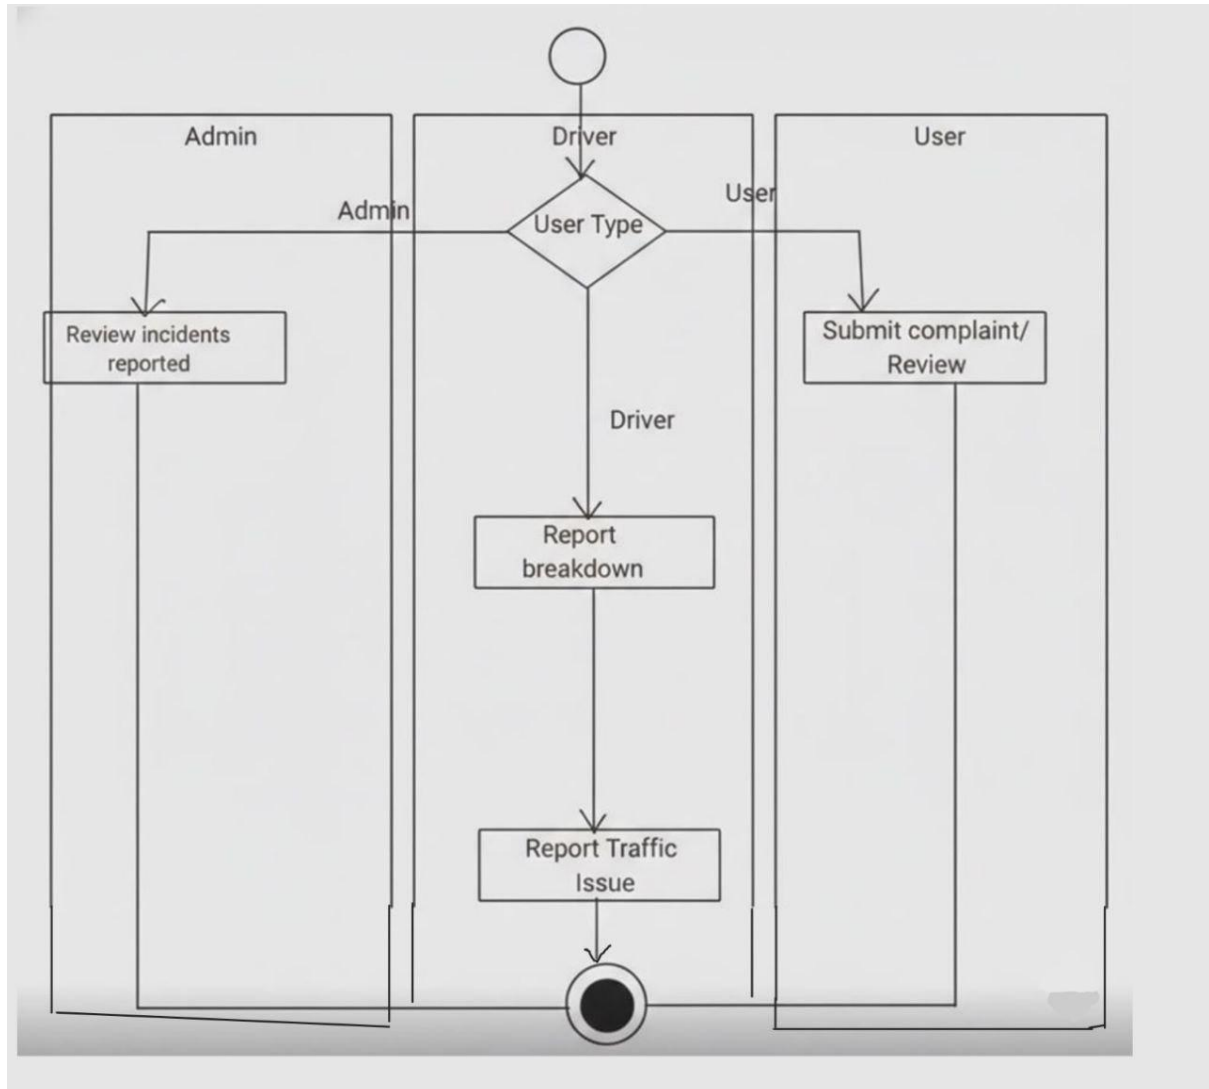 Admin
Driver
User
Admin
User Type
User
Review incidents
reported
Submit complaint/
Review
Driver
Report
breakdown
Report Traffic
Issue